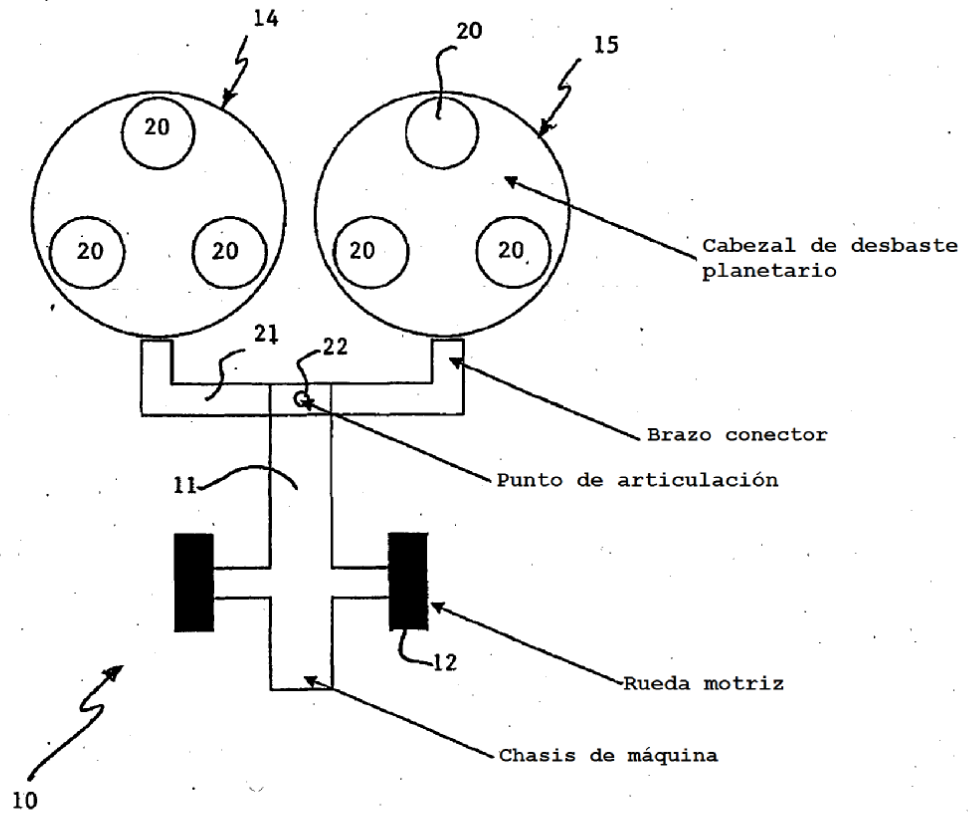 14
20
15
20
20
20
20
20
Cabezal de desbaste
planetario
21
22
Brazo conector
Punto de articulación
11
12
Rueda motriz
Chasis de máquina
10